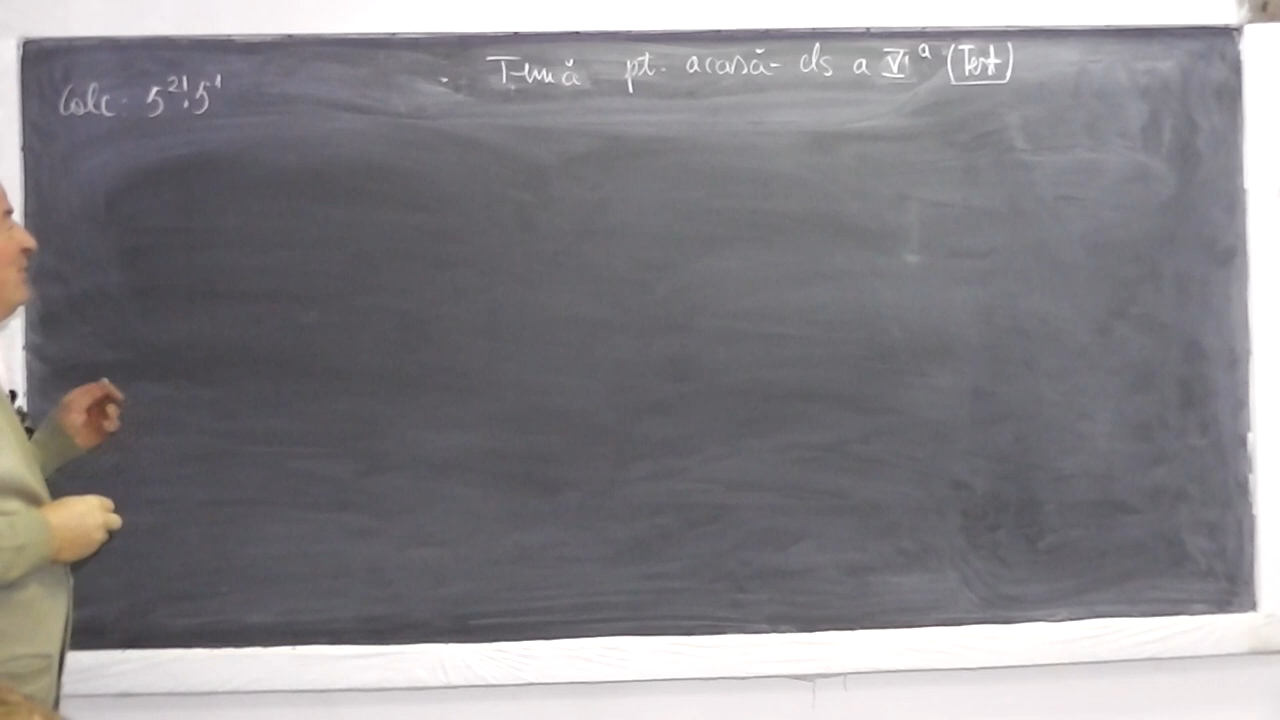 Temă pt. acasă - cls a VI a (Test)
Calc. 5²¹:5¹